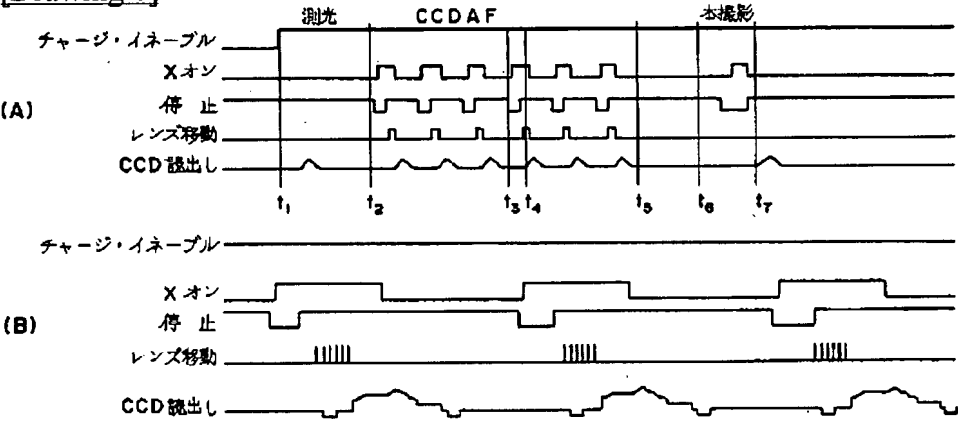 測光 CCDAF 本撮影
チャージ・イネーブル
Xオン
(A) 停止
レンズ移動
CCD読出し
t₁ t₂ t₃ t₄ t₅ t₆ t₇
チャージ・イネーブル
Xオン
(B) 停止
レンズ移動
CCD読出し